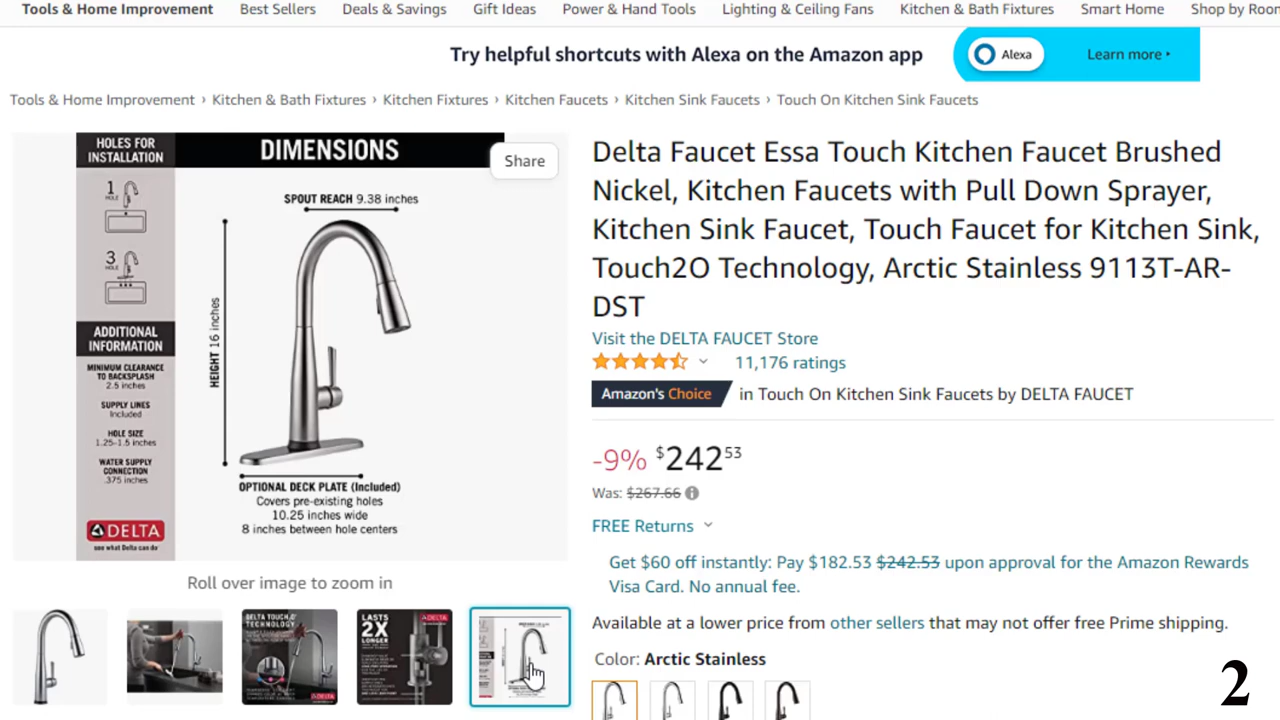 Tools & Home Improvement Best Sellers Deals & Savings Gift Ideas Power & Hand Tools Lighting & Ceiling Fans Kitchen & Bath Fixtures Smart Home Shop by Room
Try helpful shortcuts with Alexa on the Amazon app
Alexa
Learn more
Tools & Home Improvement › Kitchen & Bath Fixtures › Kitchen Fixtures › Kitchen Faucets › Kitchen Sink Faucets › Touch On Kitchen Sink Faucets
HOLES FOR
INSTALLATION
1
HOLE
3
HOLE
ADDITIONAL
INFORMATION
MINIMUM CLEARANCE
TO BACKSPLASH
2.5 inches
SUPPLY LINES
Included
HOLE SIZE
1.25-1.5 inches
WATER SUPPLY
CONNECTION
.375 inches
DELTA
see what Delta can do
DIMENSIONS
Share
SPOUT REACH 9.38 inches
HEIGHT 16 inches
OPTIONAL DECK PLATE (Included)
Covers pre-existing holes
10.25 inches wide
8 inches between hole centers
Roll over image to zoom in
DELTA TOUCH2O
TECHNOLOGY
DELTA
LASTS
2X
LONGER
DELTA
Delta Faucet Essa Touch Kitchen Faucet Brushed
Nickel, Kitchen Faucets with Pull Down Sprayer,
Kitchen Sink Faucet, Touch Faucet for Kitchen Sink,
Touch2O Technology, Arctic Stainless 9113T-AR-
DST
Visit the DELTA FAUCET Store
11,176 ratings
Amazon's Choice in Touch On Kitchen Sink Faucets by DELTA FAUCET
-9% $242 53
Was: $267.66
FREE Returns
Get $60 off instantly: Pay $182.53 $242.53 upon approval for the Amazon Rewards
Visa Card. No annual fee.
Available at a lower price from other sellers that may not offer free Prime shipping.
Color: Arctic Stainless
2